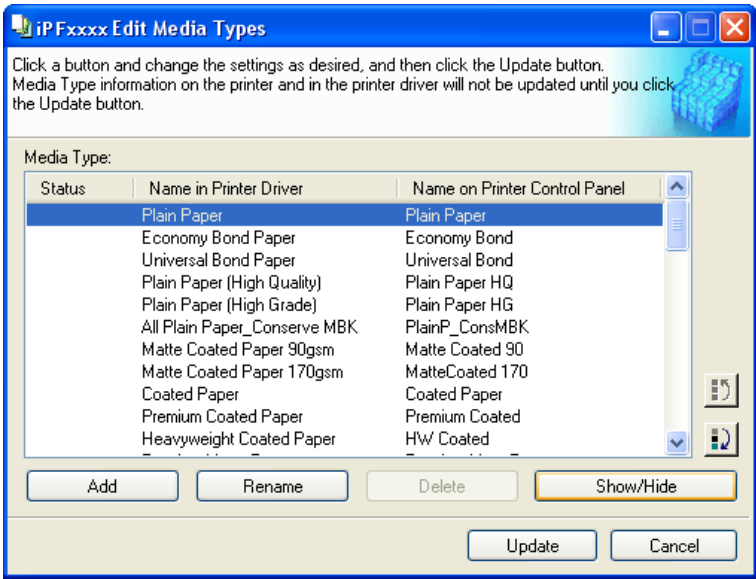 iPFxxxx Edit Media Types
Click a button and change the settings as desired, and then click the Update button.
Media Type information on the printer and in the printer driver will not be updated until you click
the Update button.
Media Type:
Status Name in Printer Driver Name on Printer Control Panel
Plain Paper Plain Paper
Economy Bond Paper Economy Bond
Universal Bond Paper Universal Bond
Plain Paper (High Quality) Plain Paper HQ
Plain Paper (High Grade) Plain Paper HG
All Plain Paper_Conserve MBK PlainP_ConsMBK
Matte Coated Paper 90gsm Matte Coated 90
Matte Coated Paper 170gsm MatteCoated 170
Coated Paper Coated Paper
Premium Coated Paper Premium Coated
Heavyweight Coated Paper HW Coated
Add Rename Delete Show/Hide
Update Cancel